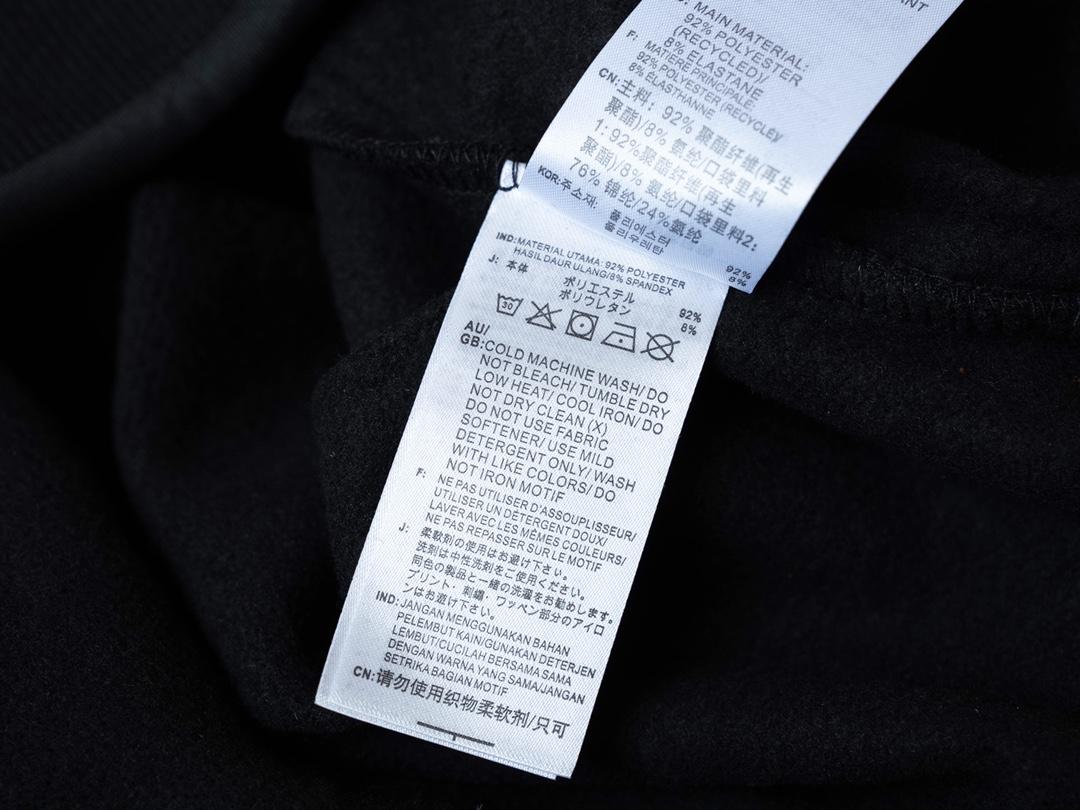 MAIN MATERIAL:
92% POLYESTER
(RECYCLED)/
8% ELASTANE
F: MATIÈRE PRINCIPALE:
92% POLYESTER (RECYCLÉ)/
8% ÉLASTHANNE
CN:主料：92% 聚酯纤维(再生
聚酯)/8% 氨纶/口袋里料
1: 92%聚酯纤维(再生
聚酯)/8% 氨纶/口袋里料2:
76% 锦纶/24%氨纶
KOR:주소재:
폴리에스터 92%
폴리우레탄 8%
IND:MATERIAL UTAMA: 92% POLYESTER
HASIL DAUR ULANG/8% SPANDEX
J: 本体
ポリエステル 92%
ポリウレタン 8%
30
AU/
GB:COLD MACHINE WASH/ DO
NOT BLEACH/ TUMBLE DRY
LOW HEAT/ COOL IRON/ DO
NOT DRY CLEAN (X)
DO NOT USE FABRIC
SOFTENER/ USE MILD
DETERGENT ONLY/ WASH
WITH LIKE COLORS/ DO
NOT IRON MOTIF
F: NE PAS UTILISER D'ASSOUPLISSEUR/
UTILISER UN DÉTERGENT DOUX/
LAVER AVEC LES MÊMES COULEURS/
NE PAS REPASSER SUR LE MOTIF
J: 柔軟剤の使用はお避け下さい。
洗剤は中性洗剤をご使用ください。
同色の製品と一緒の洗濯をお勧めします。
プリント・刺繍・ワッペン部分のアイロ
ンはお避け下さい。
IND:JANGAN MENGGUNAKAN BAHAN
PELEMBUT KAIN/GUNAKAN DETERJEN
LEMBUT/CUCILAH BERSAMA SAMA
DENGAN WARNA YANG SAMA/JANGAN
SETRIKA BAGIAN MOTIF
CN:请勿使用织物柔软剂/只可